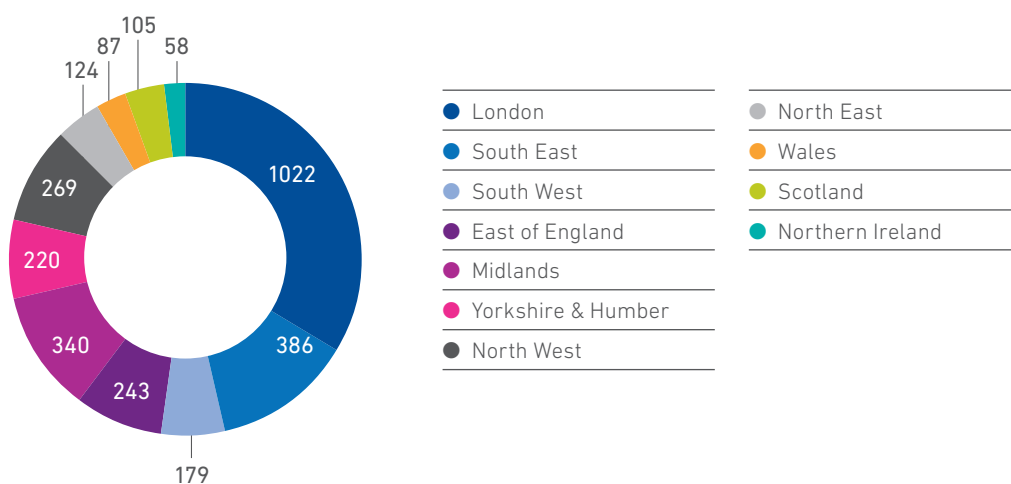 105
87
58
124
1022
269
220
386
340
243
179
London
South East
South West
East of England
Midlands
Yorkshire & Humber
North West
North East
Wales
Scotland
Northern Ireland